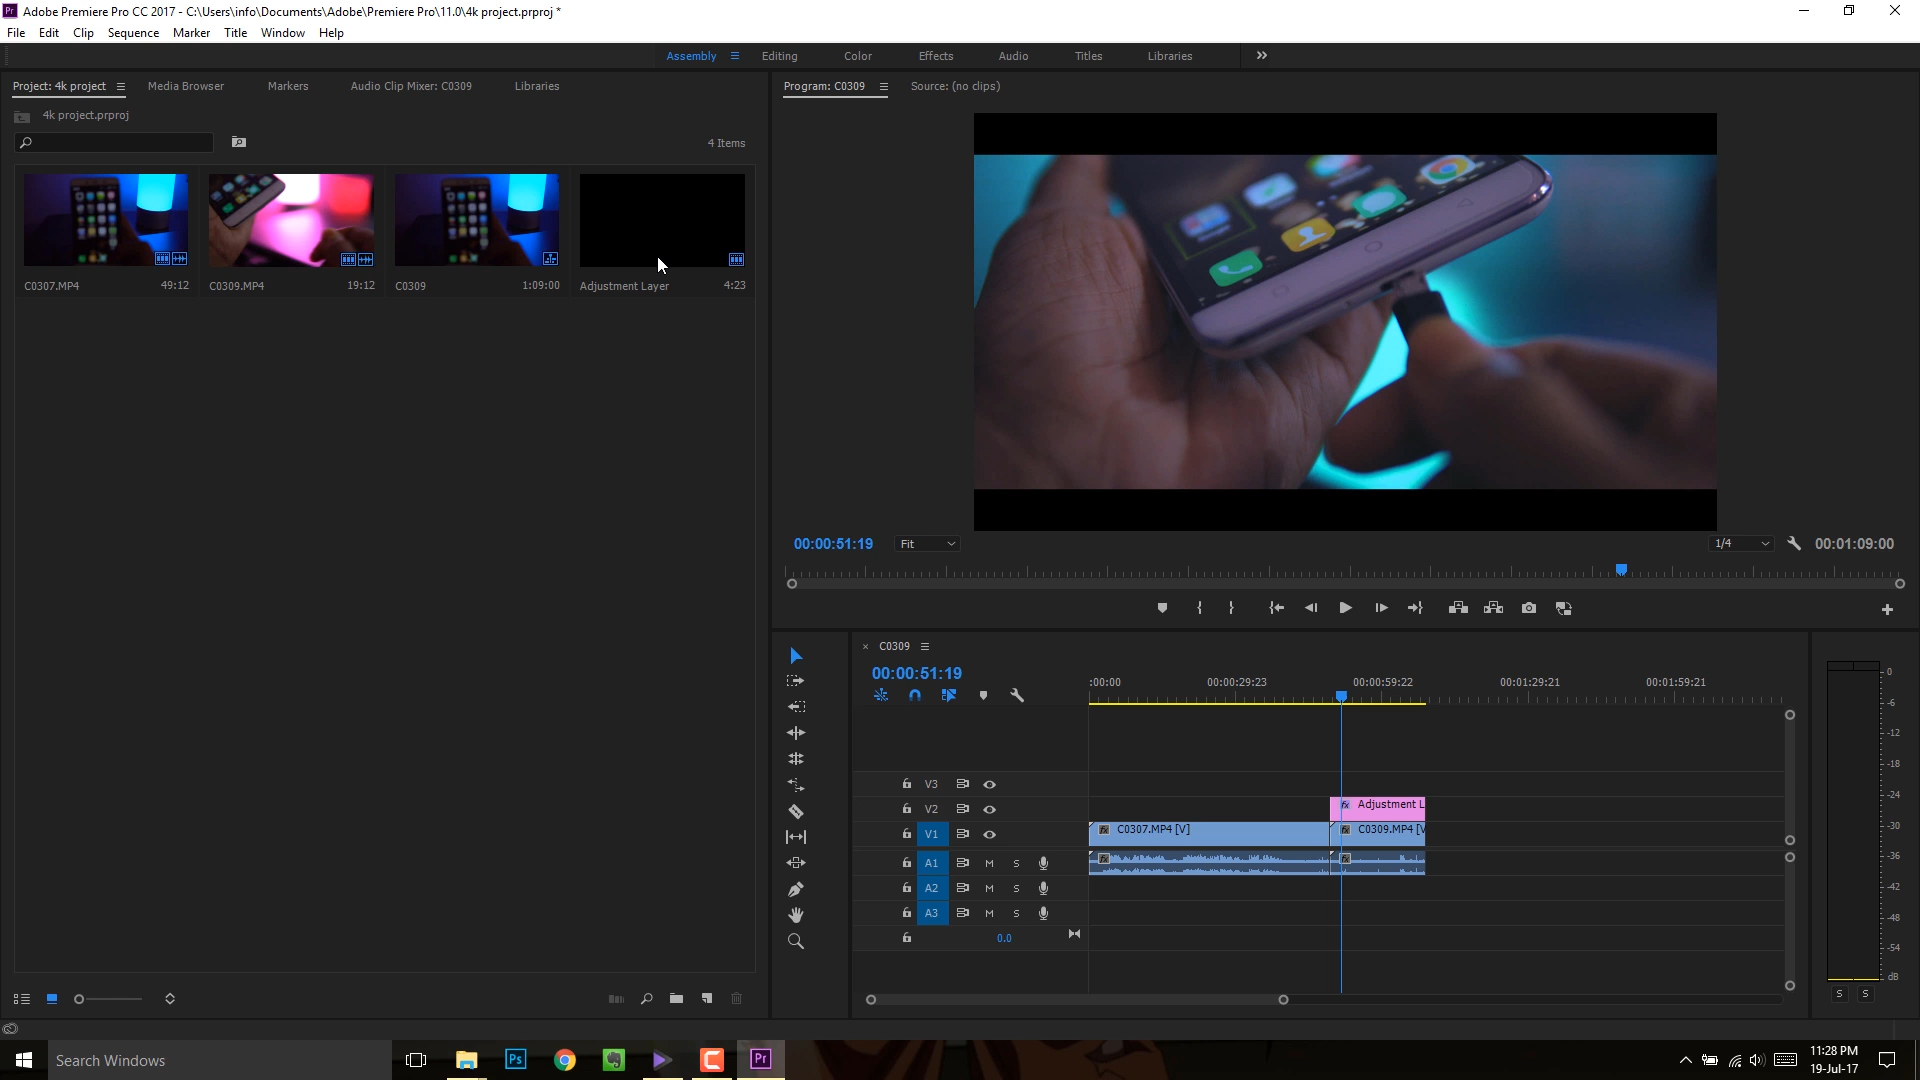 Adobe Premiere Pro CC 2017 - C:\Users\info\Documents\Adobe\Premiere Pro\11.0\4k project.prproj *
File Edit Clip Sequence Marker Title Window Help
Assembly Editing Color Effects Audio Titles Libraries
Project: 4k project Media Browser Markers Audio Clip Mixer: C0309 Libraries
4k project.prproj
4 Items
C0307.MP4 49:12
C0309.MP4 19:12
C0309 1:09:00
Adjustment Layer 4:23
Program: C0309 Source: (no clips)
00:00:51:19 Fit 1/4 00:01:09:00
C0309
00:00:51:19
:00:00 00:00:29:23 00:00:59:22 00:01:29:21 00:01:59:21
V3
V2 fx Adjustment L
V1 fx C0307.MP4 [V] fx C0309.MP4 [V
A1 M S fx fx
A2 M S
A3 M S
0.0
0
-6
-12
-18
-24
-30
-36
-42
-48
-54
dB
S S
Search Windows
Ps
Pr
11:28 PM
19-Jul-17